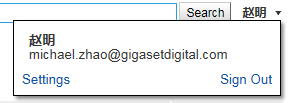 Search 赵明
赵明
michael.zhao@gigasetdigital.com
Settings Sign Out